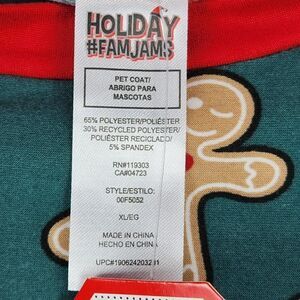 HOLIDAY
#FAMJAMS
PET COAT/
ABRIGO PARA
MASCOTAS
65% POLYESTER/POLIÉSTER
30% RECYCLED POLYESTER/
POLIÉSTER RECICLADO/
5% SPANDEX
RN#119303
CA#04723
STYLE/ESTILO:
00F5052
XL/EG
MADE IN CHINA
HECHO EN CHINA